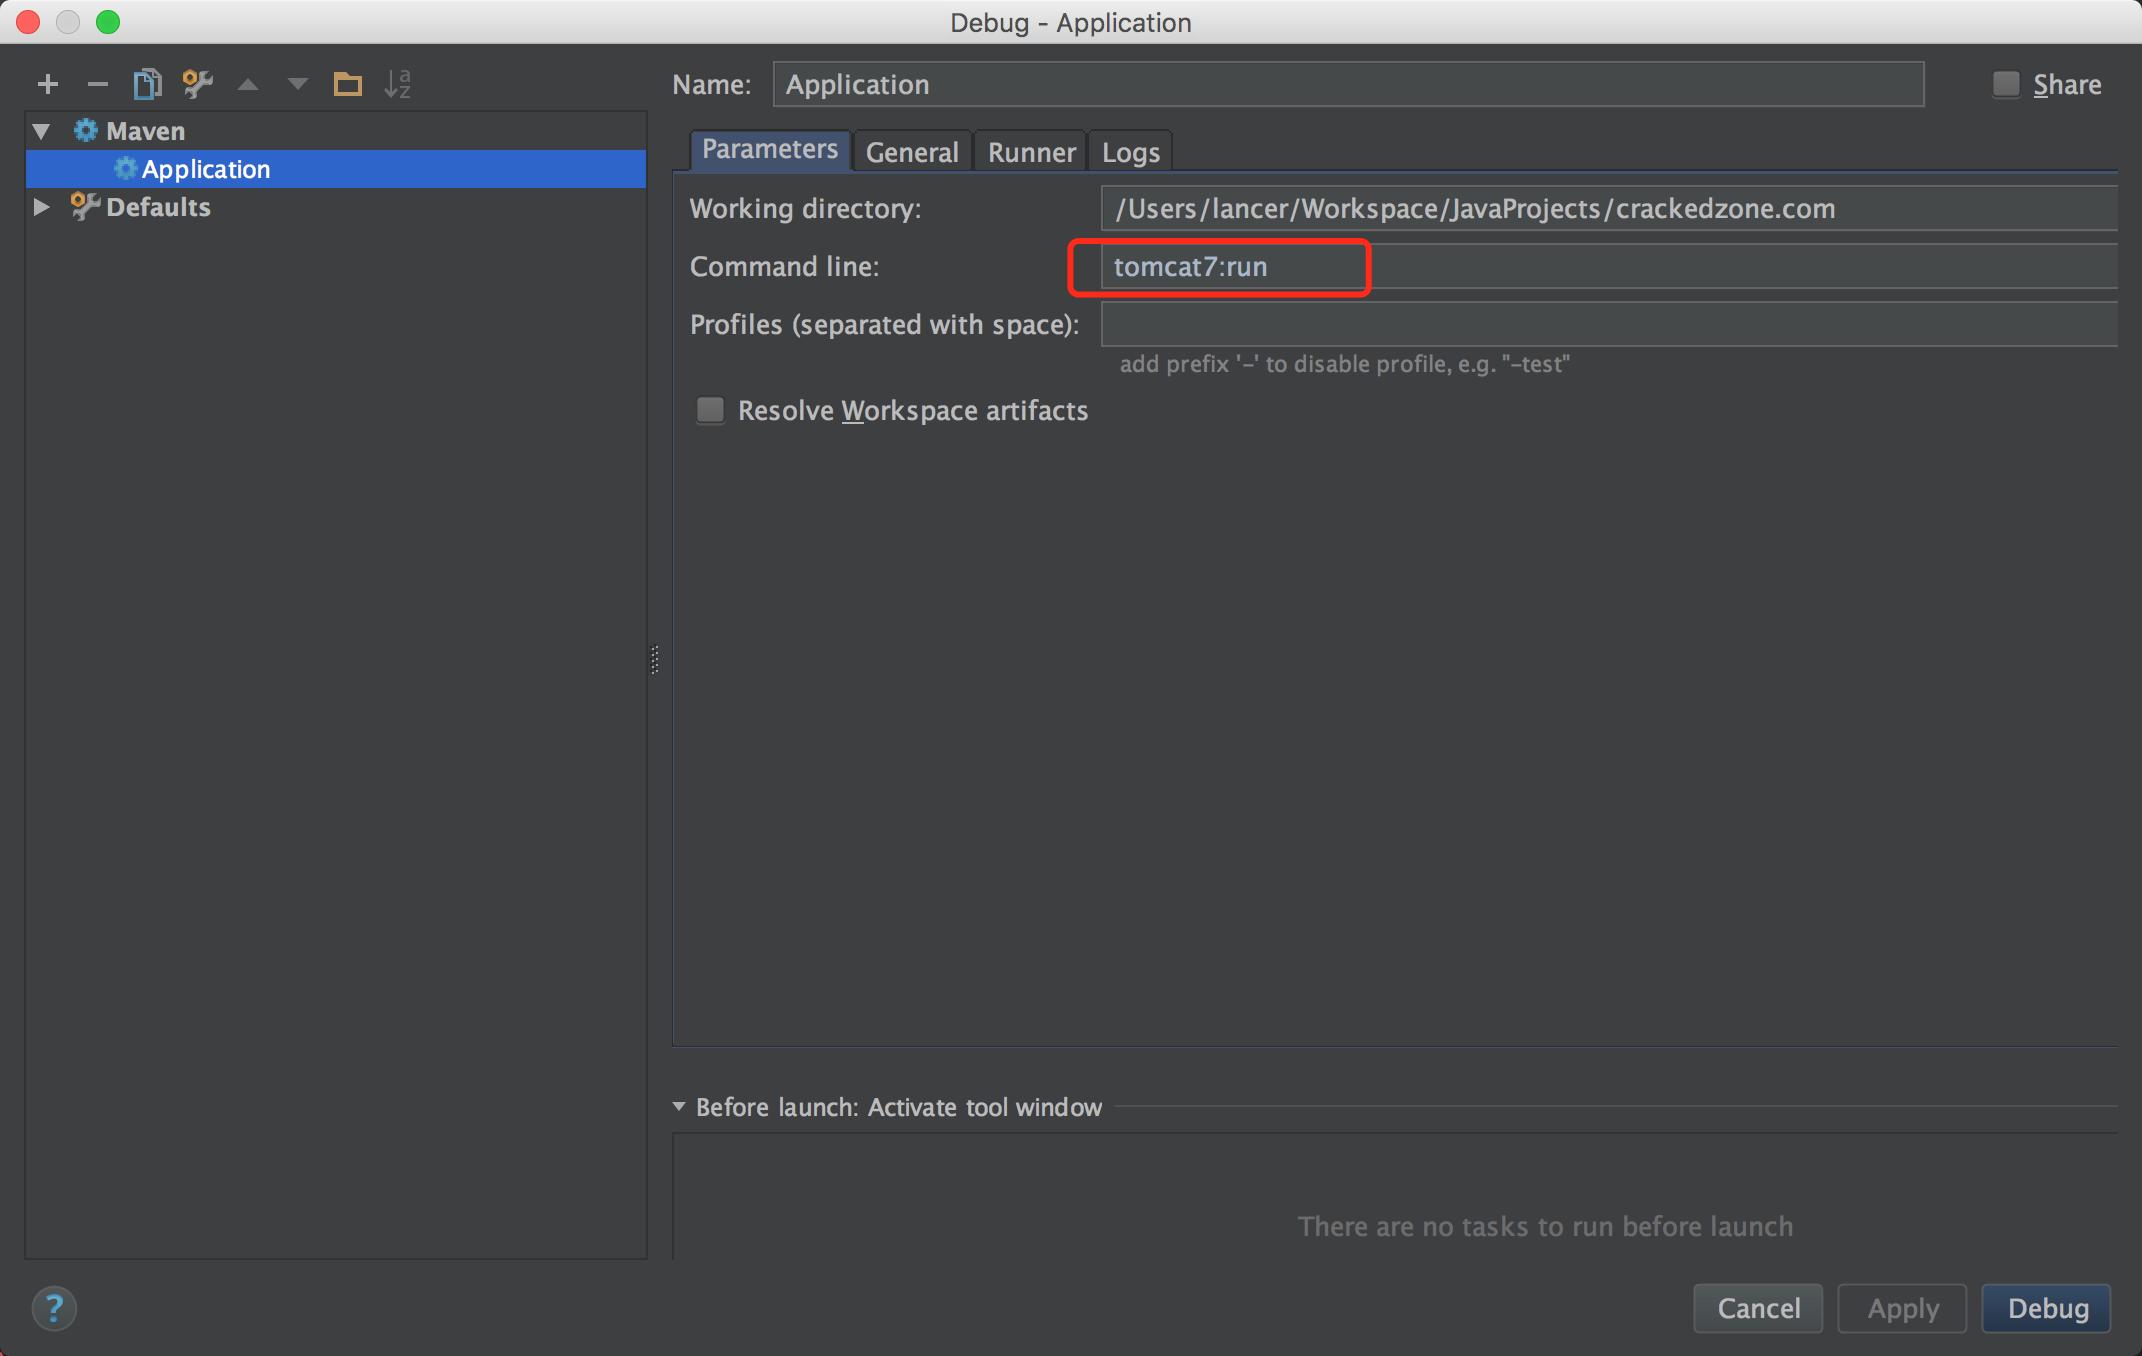 Debug - Application
Name: Application Share
Maven
Application
Defaults
Parameters General Runner Logs
Working directory: /Users/lancer/Workspace/JavaProjects/crackedzone.com
Command line: tomcat7:run
Profiles (separated with space):
add prefix '-' to disable profile, e.g. "-test"
Resolve Workspace artifacts
Before launch: Activate tool window
There are no tasks to run before launch
? Cancel Apply Debug